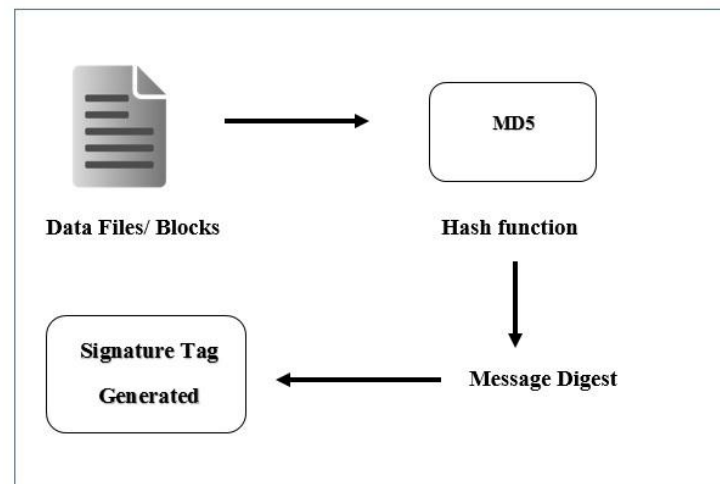 MD5
Data Files/ Blocks
Hash function
Signature Tag
Generated
Message Digest